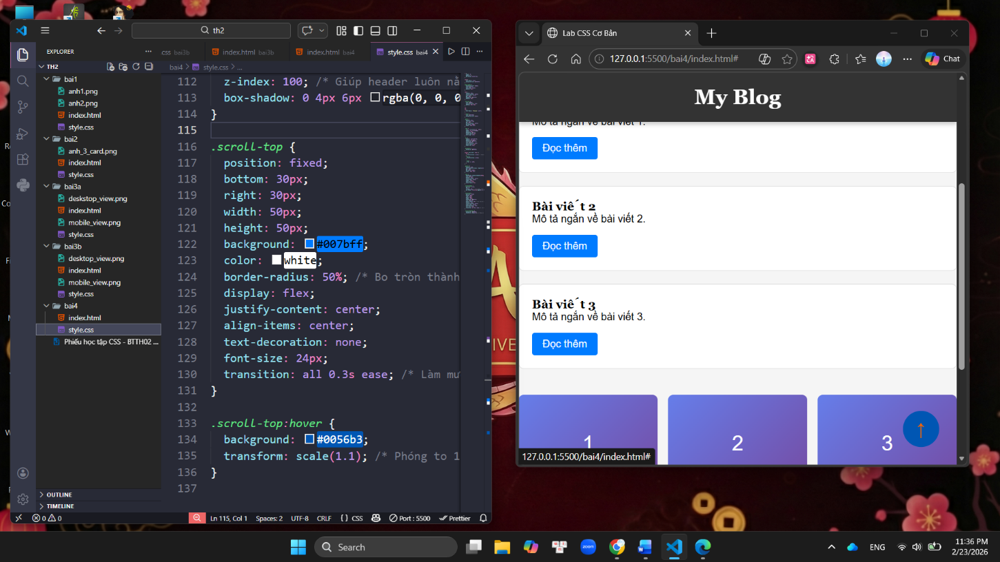 th2
EXPLORER
.css bai3b
index.html bai3b
index.html bai4
style.css bai4
TH2
bai4 > style.css > ...
bai1
anh1.png
anh2.png
index.html
style.css
bai2
anh_3_card.png
index.html
style.css
bai3a
deskstop_view.png
index.html
mobile_view.png
style.css
bai3b
desktop_view.png
index.html
mobile_view.png
style.css
bai4
index.html
style.css
Phiếu học tập CSS - BTTH02 ...
OUTLINE
TIMELINE
112 z-index: 100; /* Giúp header luôn
113 box-shadow: 0 4px 6px rgba(0, 0, 0
114 }
115
116 .scroll-top {
117 position: fixed;
118 bottom: 30px;
119 right: 30px;
120 width: 50px;
121 height: 50px;
122 background: #007bff;
123 color: white;
124 border-radius: 50%; /* Bo tròn thành
125 display: flex;
126 justify-content: center;
127 align-items: center;
128 text-decoration: none;
129 font-size: 24px;
130 transition: all 0.3s ease; /* Làm
131 }
132
133 .scroll-top:hover {
134 background: #0056b3;
135 transform: scale(1.1); /* Phóng to 1
136 }
137
0 0
Ln 115, Col 1 Spaces: 2 UTF-8 CRLF { } CSS Port : 5500 Prettier
Lab CSS Cơ Bản
127.0.0.1:5500/bai4/index.html#
Chat
My Blog
Mô tả ngắn về bài viết 1.
Đọc thêm
Bài viết 2
Mô tả ngắn về bài viết 2.
Đọc thêm
Bài viết 3
Mô tả ngắn về bài viết 3.
Đọc thêm
1 2 3 ↑
127.0.0.1:5500/bai4/index.html#
Search
zoom
ENG
11:36 PM
2/23/2026